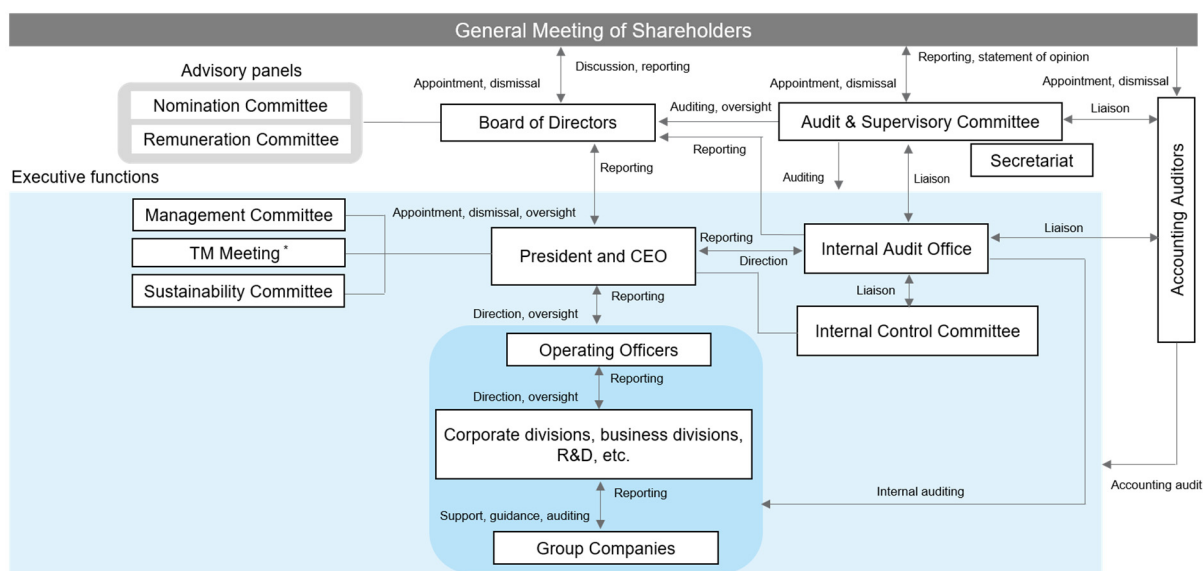 General Meeting of Shareholders
Advisory panels
Nomination Committee
Remuneration Committee
Discussion, reporting
Appointment, dismissal
Reporting, statement of opinion
Appointment, dismissal
Appointment, dismissal
Board of Directors
Auditing, oversight
Audit & Supervisory Committee
Liaison
Secretariat
Accounting Auditors
Reporting
Reporting
Auditing
Liaison
Executive functions
Management Committee
TM Meeting *
Sustainability Committee
Appointment, dismissal, oversight
President and CEO
Reporting
Direction
Internal Audit Office
Liaison
Liaison
Internal Control Committee
Reporting
Direction, oversight
Operating Officers
Reporting
Direction, oversight
Corporate divisions, business divisions,
R&D, etc.
Reporting
Support, guidance, auditing
Group Companies
Internal auditing
Accounting audit